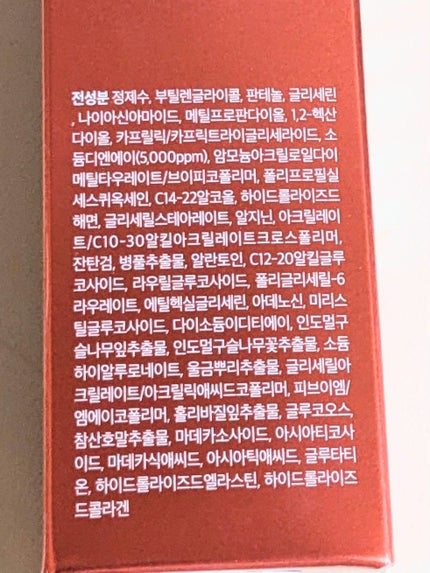 전성분 정제수, 부틸렌글라이콜, 판테놀, 글리세린
, 나이아신아마이드, 메틸프로판다이올, 1,2-헥산
다이올, 카프릴릭/카프릭트라이글리세라이드, 소
듐디엔에이(5,000ppm), 암모늄아크릴로일다이
메틸타우레이트/브이피코폴리머, 폴리프로필실
세스퀴옥세인, C14-22알코올, 하이드롤라이즈드
해면, 글리세릴스테아레이트, 알지닌, 아크릴레이
트/C10-30알킬아크릴레이트크로스폴리머,
잔탄검, 병풀추출물, 알란토인, C12-20알킬글루
코사이드, 라우릴글루코사이드, 폴리글리세릴-6
라우레이트, 에틸헥실글리세린, 아데노신, 미리스
틸글루코사이드, 다이소듐이디티에이, 인도멀구
슬나무잎추출물, 인도멀구슬나무꽃추출물, 소듐
하이알루로네이트, 울금뿌리추출물, 글리세릴아
크릴레이트/아크릴릭애씨드코폴리머, 피브이엠/
엠에이코폴리머, 홀리바질잎추출물, 글루코오스,
참산호말추출물, 마데카소사이드, 아시아티코사
이드, 마데카식애씨드, 아시아틱애씨드, 글루타티
온, 하이드롤라이즈드엘라스틴, 하이드롤라이즈
드콜라겐